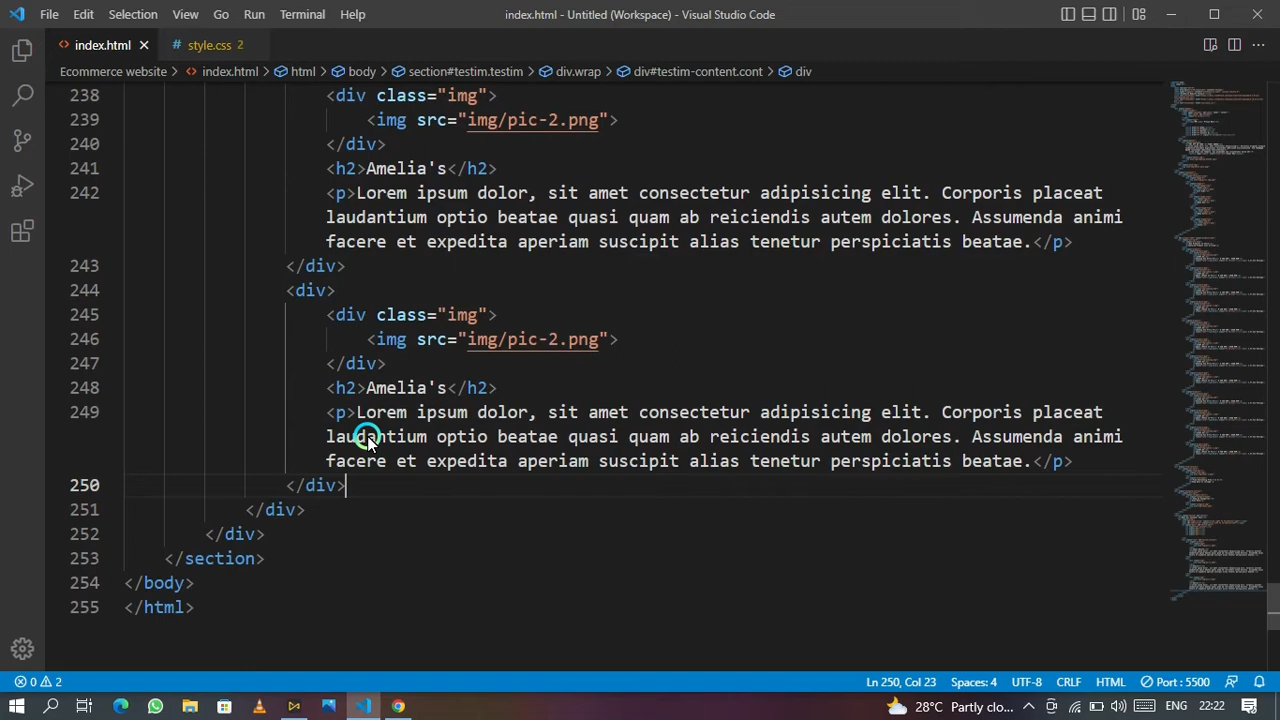 File Edit Selection View Go Run Terminal Help index.html - Untitled (Workspace) - Visual Studio Code
index.html style.css 2
Ecommerce website > index.html > html > body > section#testim.testim > div.wrap > div#testim-content.cont > div
238 <div class="img">
239 <img src="img/pic-2.png">
240 </div>
241 <h2>Amelia's</h2>
242 <p>Lorem ipsum dolor, sit amet consectetur adipisicing elit. Corporis placeat
laudantium optio beatae quasi quam ab reiciendis autem dolores. Assumenda animi
facere et expedita aperiam suscipit alias tenetur perspiciatis beatae.</p>
243 </div>
244 <div>
245 <div class="img">
246 <img src="img/pic-2.png">
247 </div>
248 <h2>Amelia's</h2>
249 <p>Lorem ipsum dolor, sit amet consectetur adipisicing elit. Corporis placeat
laudantium optio beatae quasi quam ab reiciendis autem dolores. Assumenda animi
facere et expedita aperiam suscipit alias tenetur perspiciatis beatae.</p>
250 </div>
251 </div>
252 </div>
253 </section>
254 </body>
255 </html>
0 2 Ln 250, Col 23 Spaces: 4 UTF-8 CRLF HTML Port : 5500
28°C Partly clo... ENG 22:22